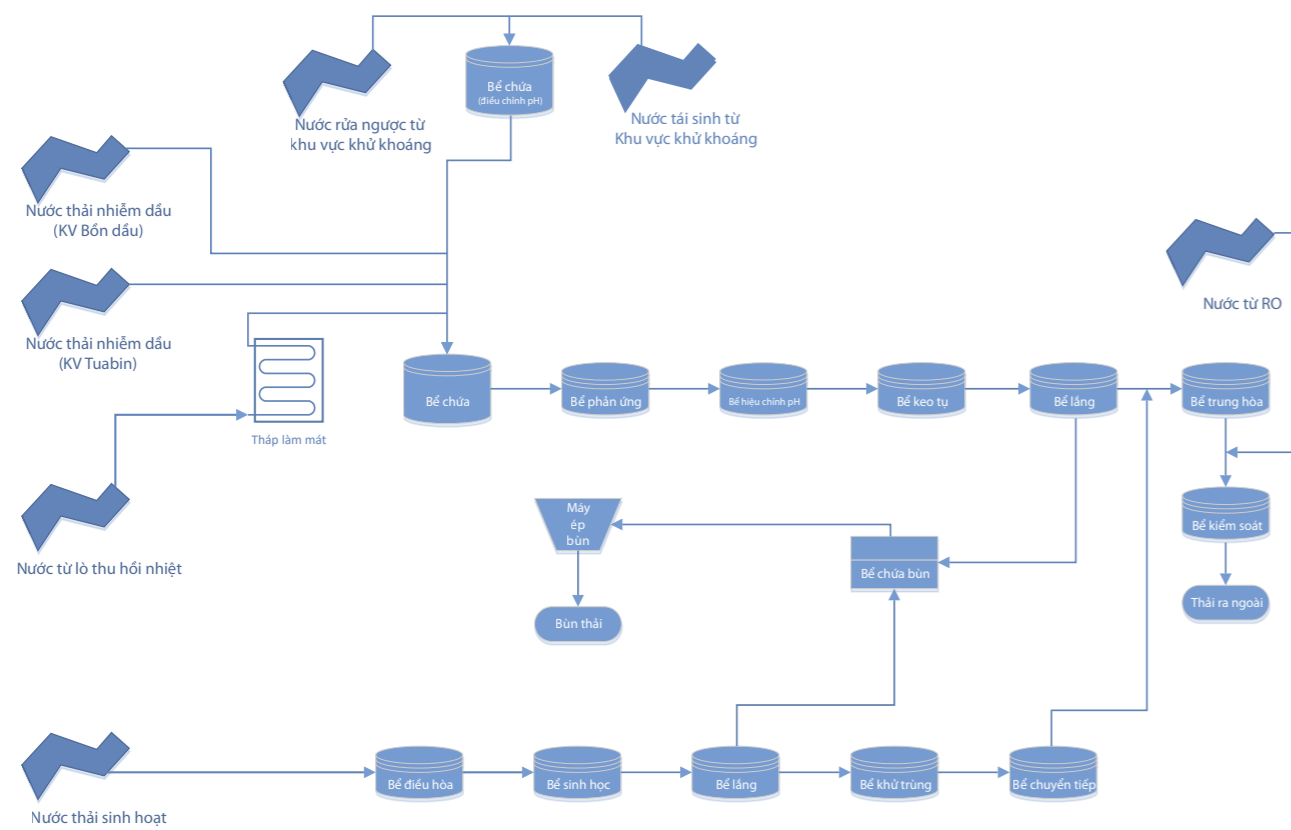 Bể chứa
(điều chỉnh pH)
Nước rửa ngược từ
khu vực khử khoáng
Nước tái sinh từ
Khu vực khử khoáng
Nước thải nhiễm dầu
(KV Bồn dầu)
Nước từ RO
Nước thải nhiễm dầu
(KV Tuabin)
Tháp làm mát
Bể chứa
Bể phản ứng
Bể hiệu chỉnh pH
Bể keo tụ
Bể lắng
Bể trung hòa
Nước từ lò thu hồi nhiệt
Máy
ép
bùn
Bể chứa bùn
Bể kiểm soát
Bùn thải
Thải ra ngoài
Nước thải sinh hoạt
Bể điều hòa
Bể sinh học
Bể lắng
Bể khử trùng
Bể chuyển tiếp